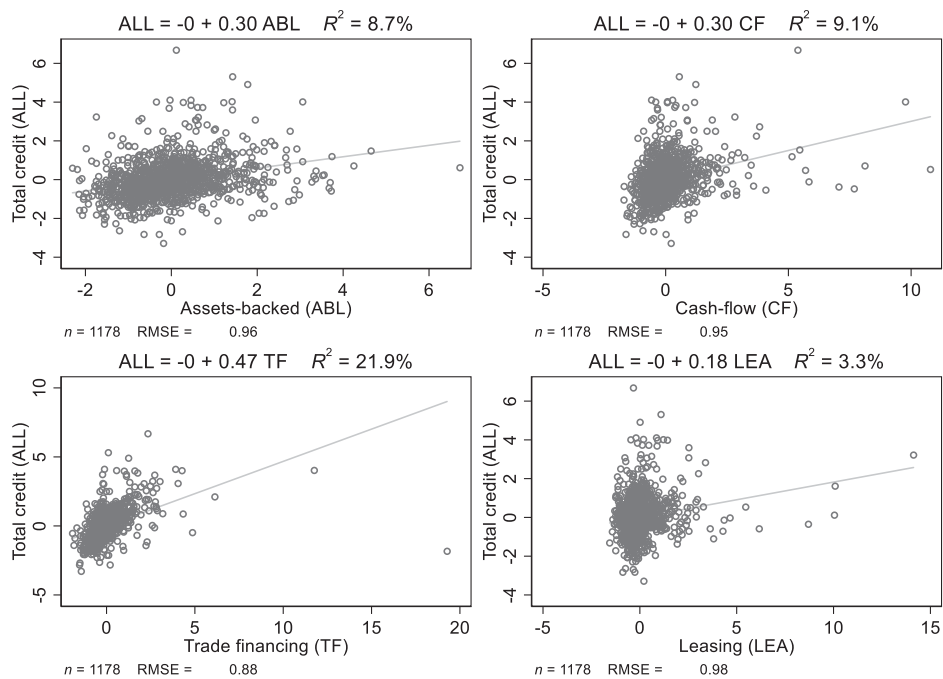 ALL = -0 + 0.30 ABL R² = 8.7%
Total credit (ALL)
6
4
2
0
-2
-4
-2 0 2 4 6
Assets-backed (ABL)
n = 1178 RMSE = 0.96
ALL = -0 + 0.30 CF R² = 9.1%
Total credit (ALL)
6
4
2
0
-2
-4
-5 0 5 10
Cash-flow (CF)
n = 1178 RMSE = 0.95
ALL = -0 + 0.47 TF R² = 21.9%
Total credit (ALL)
10
5
0
-5
0 5 10 15 20
Trade financing (TF)
n = 1178 RMSE = 0.88
ALL = -0 + 0.18 LEA R² = 3.3%
Total credit (ALL)
6
4
2
0
-2
-4
-5 0 5 10 15
Leasing (LEA)
n = 1178 RMSE = 0.98